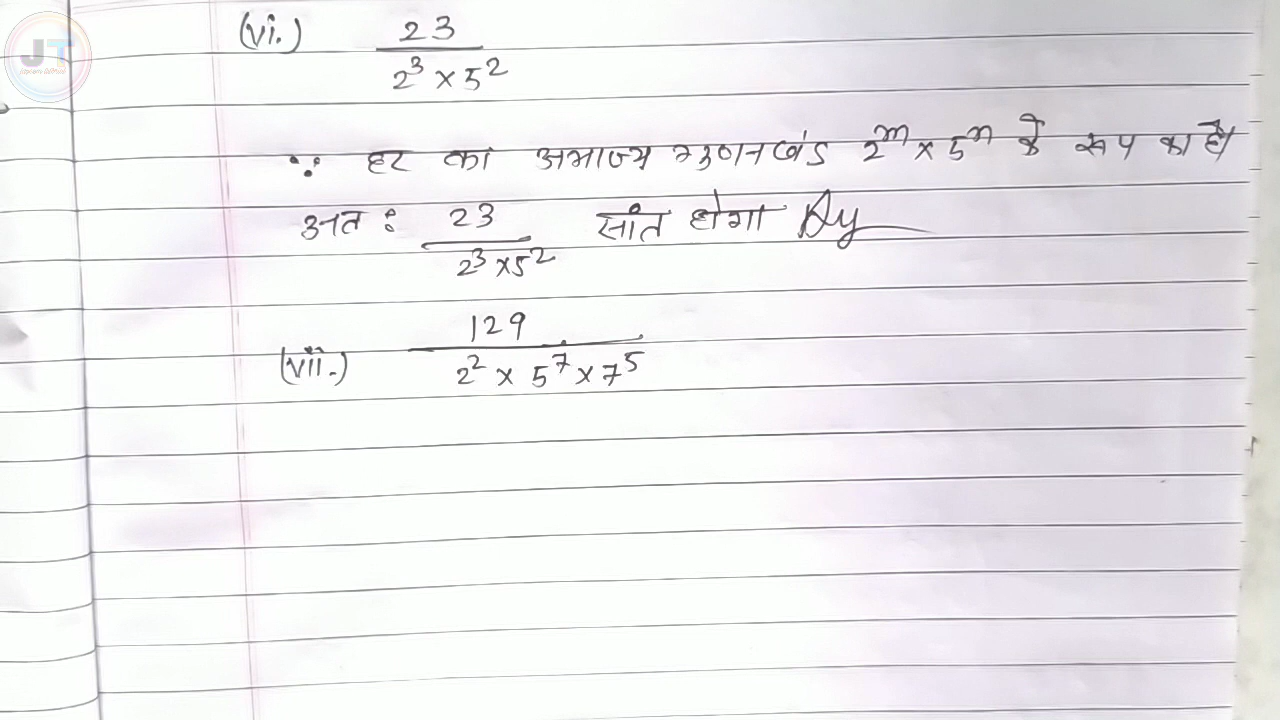 JT
(vi.) 23
2³ × 5²
∵ हर का अभाज्य गुणनखंड 2ᵐ × 5ⁿ के रूप का है।
अतः 23 सांत होगा Ay
2³ × 5²
(vii.) 129
2² × 5⁷ × 7⁵